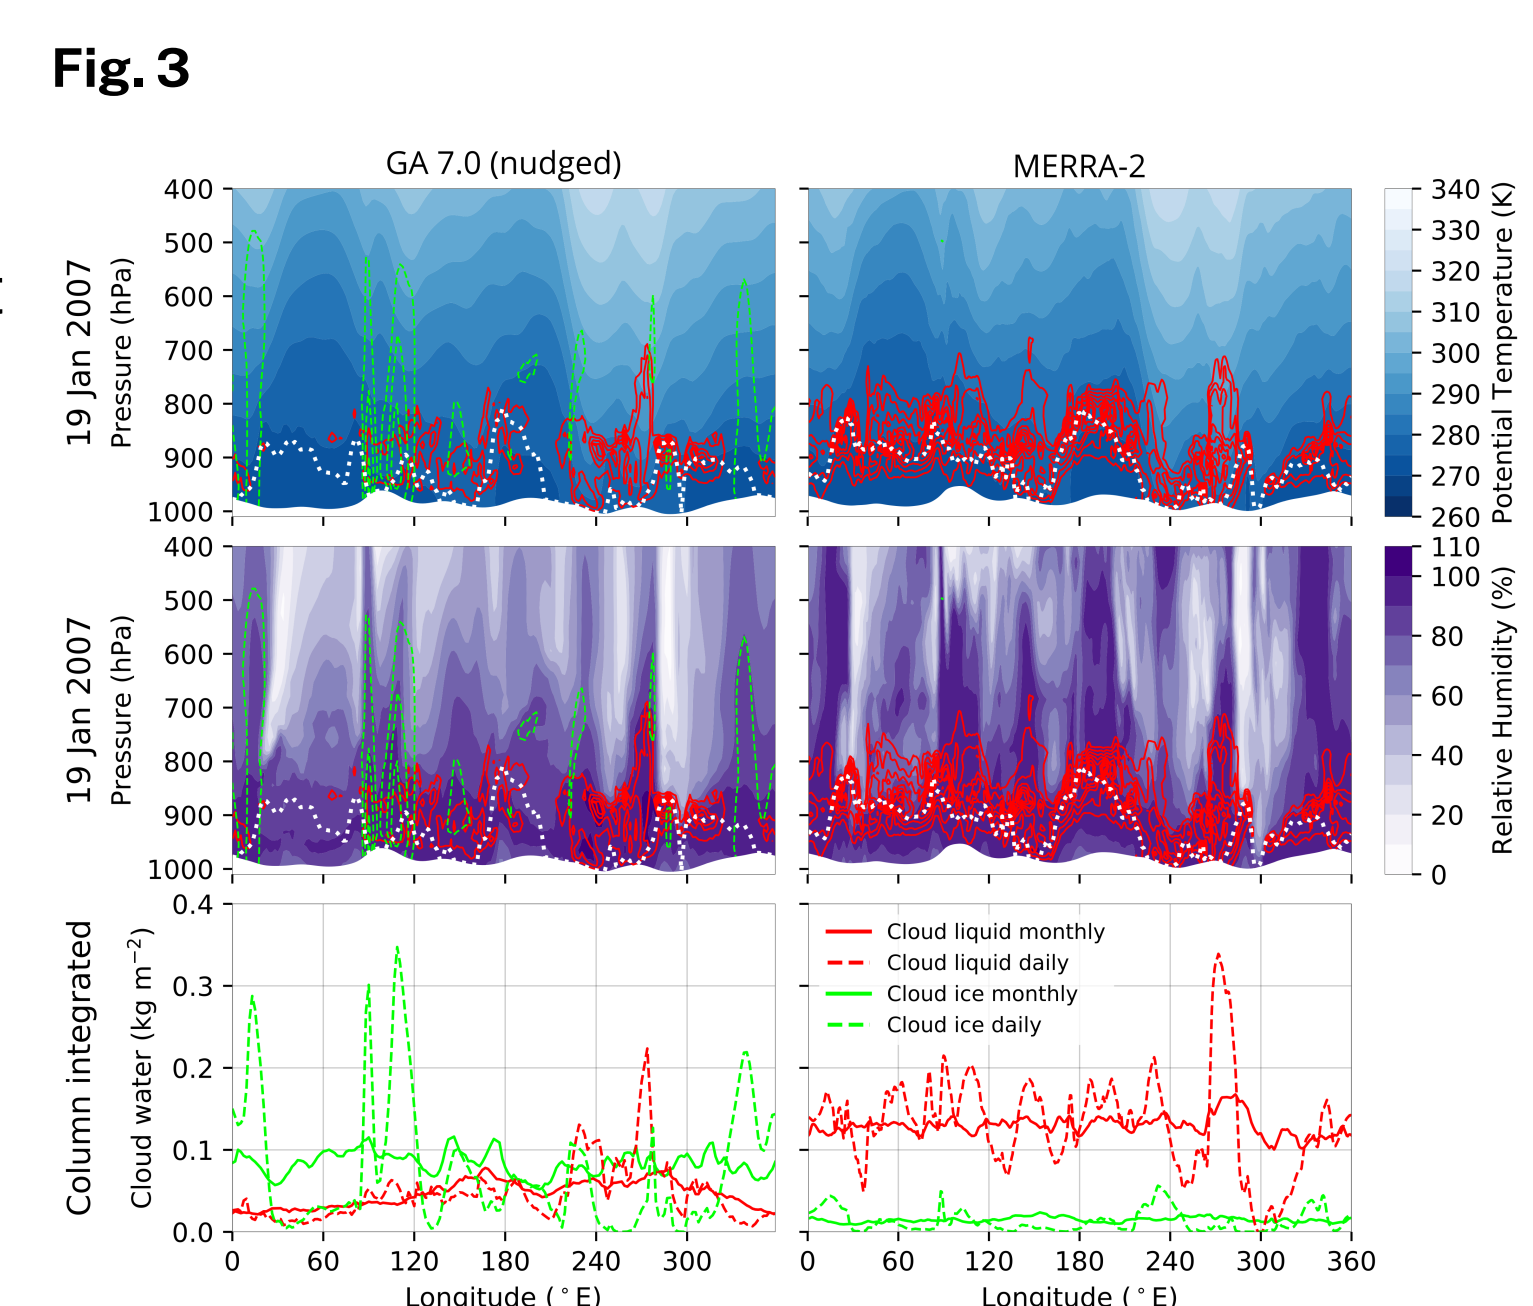 Fig. 3
GA 7.0 (nudged)
MERRA-2
19 Jan 2007
Pressure (hPa)
400
500
600
700
800
900
1000
340
330
320
310
300
290
280
270
260
Potential Temperature (K)
19 Jan 2007
Pressure (hPa)
400
500
600
700
800
900
1000
110
100
80
60
40
20
0
Relative Humidity (%)
Column integrated
Cloud water (kg m⁻²)
0.4
0.3
0.2
0.1
0.0
Cloud liquid monthly
Cloud liquid daily
Cloud ice monthly
Cloud ice daily
0 60 120 180 240 300
0 60 120 180 240 300 360
Longitude (°E)
Longitude (°E)